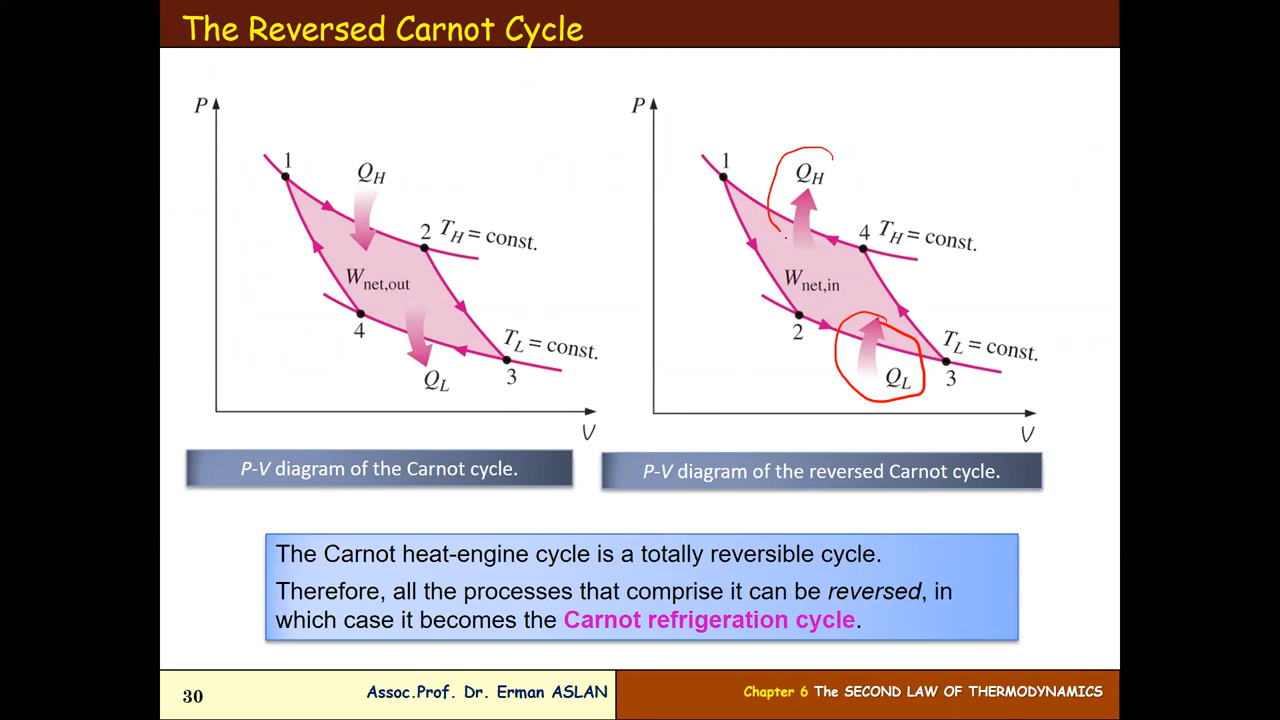 The Reversed Carnot Cycle
P
1
Q_H
2
T_H = const.
W_net,out
4
T_L = const.
Q_L
3
V
P
1
Q_H
4
T_H = const.
W_net,in
2
T_L = const.
Q_L
3
V
P-V diagram of the Carnot cycle.
P-V diagram of the reversed Carnot cycle.
The Carnot heat-engine cycle is a totally reversible cycle.
Therefore, all the processes that comprise it can be reversed, in
which case it becomes the Carnot refrigeration cycle.
30
Assoc.Prof. Dr. Erman ASLAN
Chapter 6 The SECOND LAW OF THERMODYNAMICS